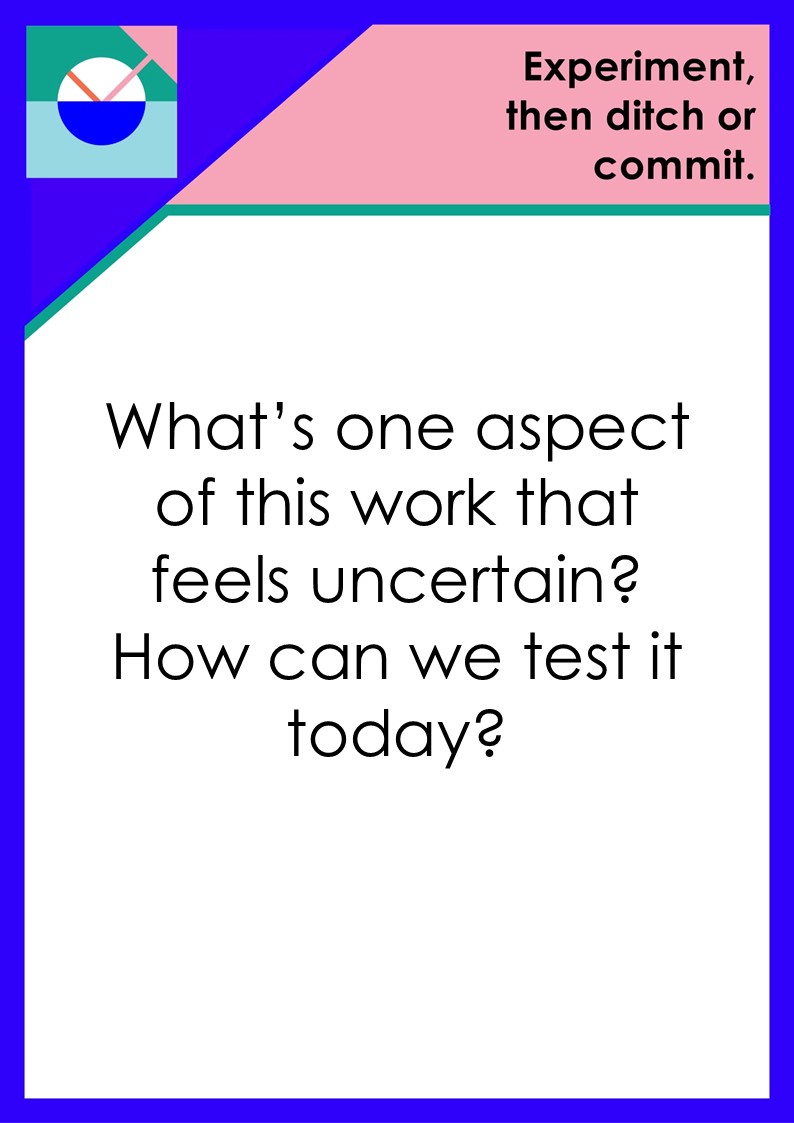 Experiment,
then ditch or
commit.
What’s one aspect
of this work that
feels uncertain?
How can we test it
today?